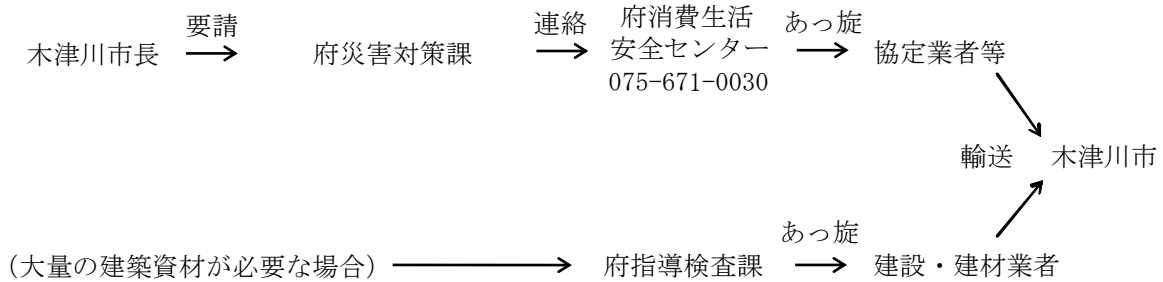 木津川市長
要請
府災害対策課
連絡
府消費生活
安全センター
075-671-0030
あっ旋
協定業者等
輸送 木津川市
(大量の建築資材が必要な場合)
府指導検査課
あっ旋
建設・建材業者